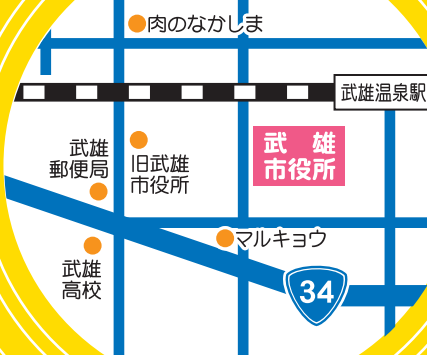 肉のなかしま
武雄温泉駅
武雄
市役所
武雄
郵便局
旧武雄
市役所
マルキョウ
武雄
高校
34